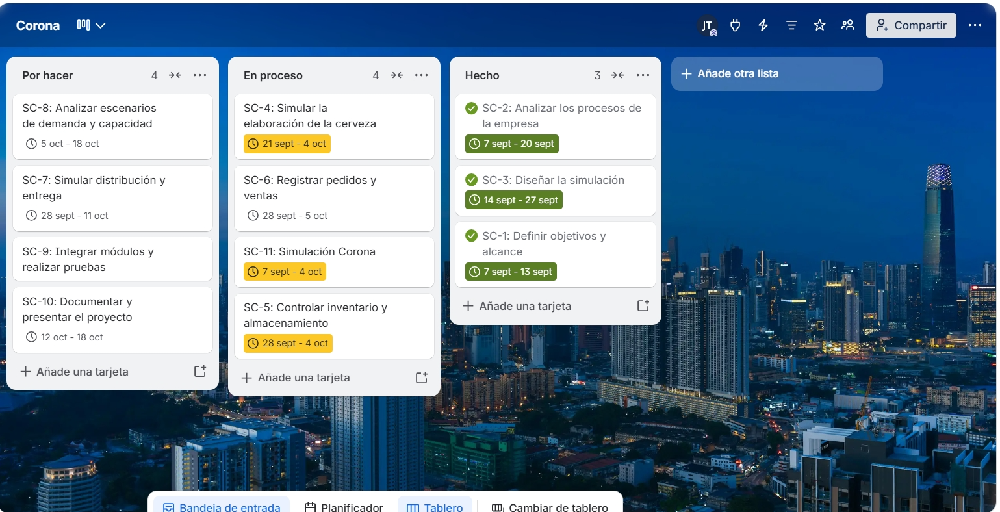 Corona
JT
Compartir
Por hacer 4
SC-8: Analizar escenarios
de demanda y capacidad
5 oct - 18 oct
SC-7: Simular distribución y
entrega
28 sept - 11 oct
SC-9: Integrar módulos y
realizar pruebas
SC-10: Documentar y
presentar el proyecto
12 oct - 18 oct
Añade una tarjeta
En proceso 4
SC-4: Simular la
elaboración de la cerveza
21 sept - 4 oct
SC-6: Registrar pedidos y
ventas
28 sept - 5 oct
SC-11: Simulación Corona
7 sept - 4 oct
SC-5: Controlar inventario y
almacenamiento
28 sept - 4 oct
Añade una tarjeta
Hecho 3
SC-2: Analizar los procesos de
la empresa
7 sept - 20 sept
SC-3: Diseñar la simulación
14 sept - 27 sept
SC-1: Definir objetivos y
alcance
7 sept - 13 sept
Añade una tarjeta
Añade otra lista
Bandeja de entrada
Planificador
Tablero
Cambiar de tablero